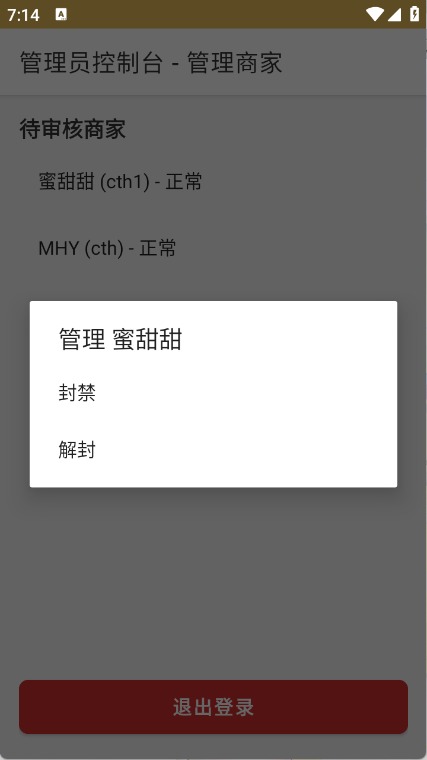 7:14
A
管理员控制台 - 管理商家
待审核商家
蜜甜甜 (cth1) - 正常
MHY (cth) - 正常
管理 蜜甜甜
封禁
解封
退出登录